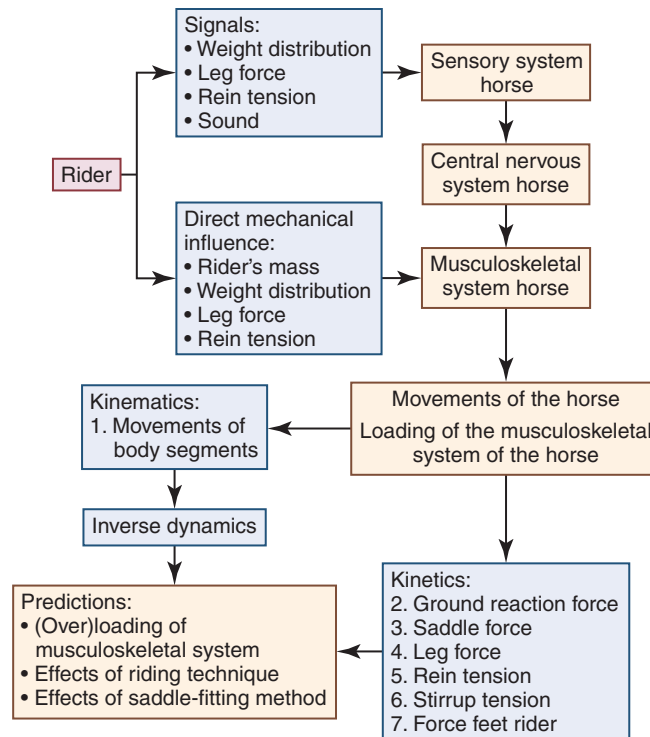 Signals:
• Weight distribution
• Leg force
• Rein tension
• Sound
Sensory system
horse
Central nervous
system horse
Rider
Direct mechanical
influence:
• Rider's mass
• Weight distribution
• Leg force
• Rein tension
Musculoskeletal
system horse
Movements of the horse
Loading of the musculoskeletal
system of the horse
Kinematics:
1. Movements of
body segments
Inverse dynamics
Predictions:
• (Over)loading of
musculoskeletal system
• Effects of riding technique
• Effects of saddle-fitting method
Kinetics:
2. Ground reaction force
3. Saddle force
4. Leg force
5. Rein tension
6. Stirrup tension
7. Force feet rider